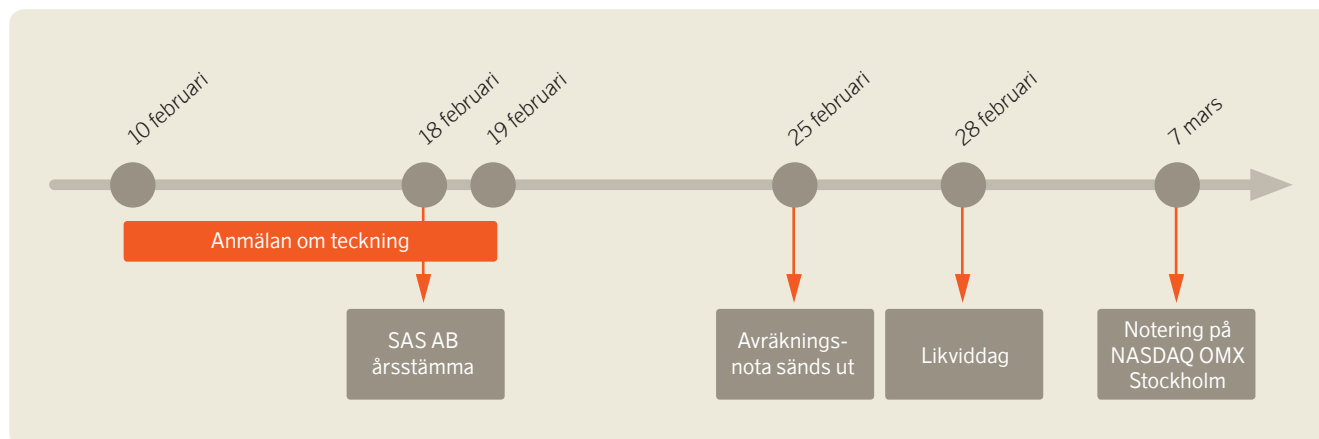 10 februari
18 februari
19 februari
25 februari
28 februari
7 mars
Anmälan om teckning
SAS AB
årsstämma
Avräknings-
nota sänds ut
Likviddag
Notering på
NASDAQ OMX
Stockholm